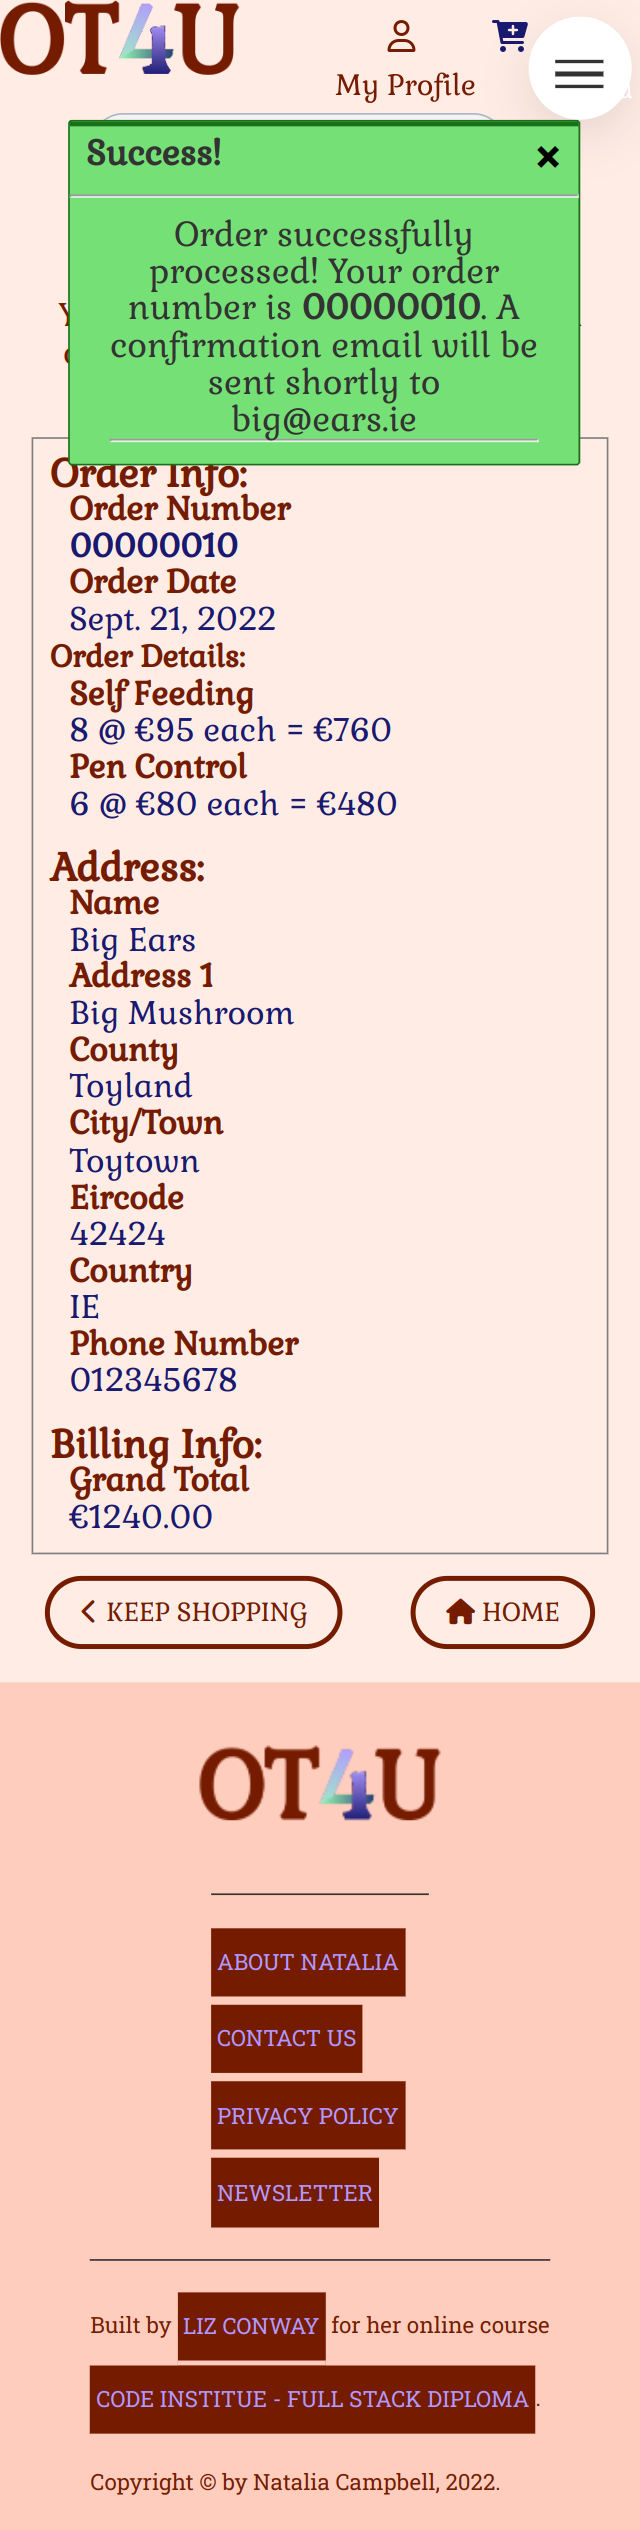 OT4U
My Profile
Success!
Order successfully
processed! Your order
number is 00000010. A
confirmation email will be
sent shortly to
big@ears.ie
Order Info:
Order Number
00000010
Order Date
Sept. 21, 2022
Order Details:
Self Feeding
8 @ €95 each = €760
Pen Control
6 @ €80 each = €480
Address:
Name
Big Ears
Address 1
Big Mushroom
County
Toyland
City/Town
Toytown
Eircode
42424
Country
IE
Phone Number
012345678
Billing Info:
Grand Total
€1240.00
KEEP SHOPPING
HOME
OT4U
ABOUT NATALIA
CONTACT US
PRIVACY POLICY
NEWSLETTER
Built by LIZ CONWAY for her online course
CODE INSTITUE - FULL STACK DIPLOMA .
Copyright © by Natalia Campbell, 2022.